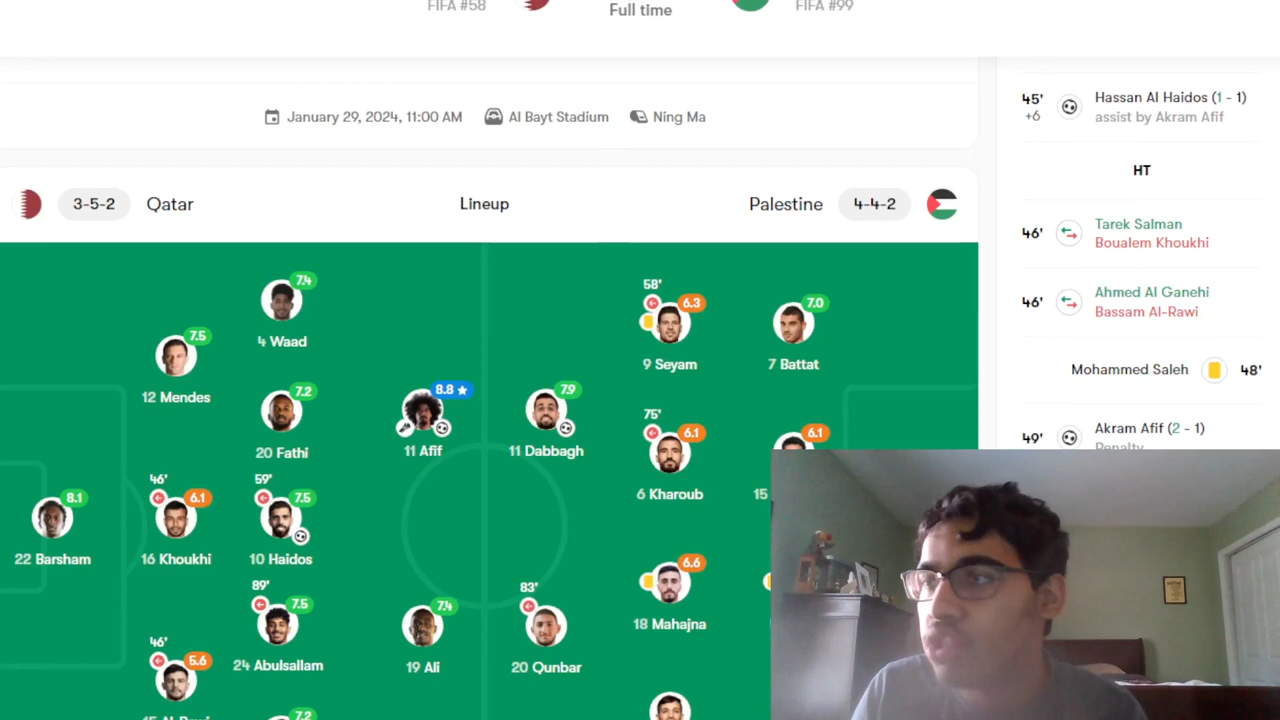 FIFA #58
Full time
FIFA #99
January 29, 2024, 11:00 AM
Al Bayt Stadium
Ning Ma
3-5-2
Qatar
Lineup
Palestine
4-4-2
7.4
4 Waad
7.5
12 Mendes
7.2
20 Fathi
8.8
11 Afif
7.9
11 Dabbagh
58'
6.3
9 Seyam
7.0
7 Battat
75'
6.1
6 Kharoub
6.1
15
8.1
22 Barsham
46'
6.1
16 Khoukhi
59'
7.5
10 Haidos
89'
7.5
24 Abulsallam
7.4
19 Ali
83'
20 Qunbar
6.6
18 Mahajna
46'
5.6
7.2
45'
+6
Hassan Al Haidos (1 - 1)
assist by Akram Afif
HT
46'
Tarek Salman
Boualem Khoukhi
46'
Ahmed Al Ganehi
Bassam Al-Rawi
Mohammed Saleh
48'
49'
Akram Afif (2 - 1)
Penalty